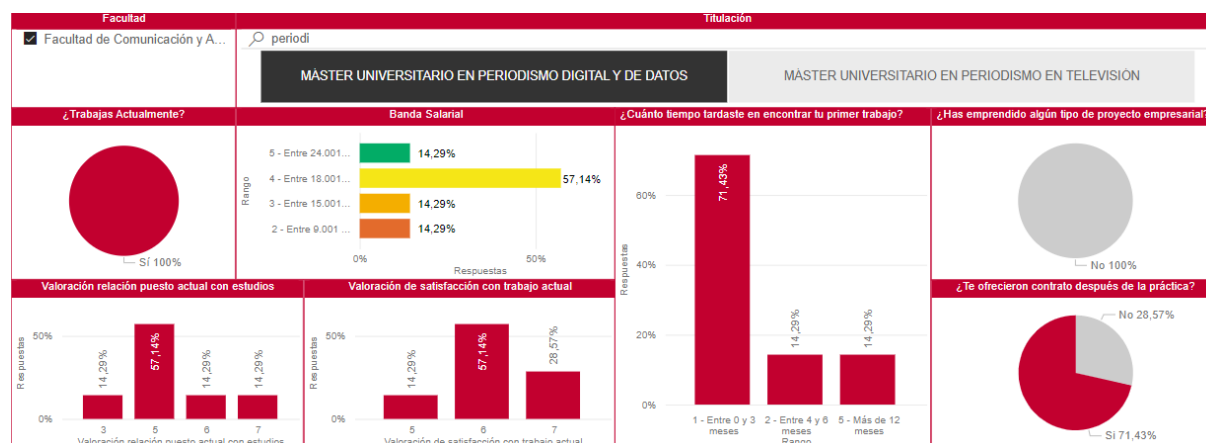 Facultad
Titulación
Facultad de Comunicación y A...
periodi
MÁSTER UNIVERSITARIO EN PERIODISMO DIGITAL Y DE DATOS
MÁSTER UNIVERSITARIO EN PERIODISMO EN TELEVISIÓN
¿Trabajas Actualmente?
Sí 100%
Banda Salarial
Rango
5 - Entre 24.001...
14,29%
4 - Entre 18.001...
57,14%
3 - Entre 15.001...
14,29%
2 - Entre 9.001 ...
14,29%
0%
50%
Respuestas
¿Cuánto tiempo tardaste en encontrar tu primer trabajo?
Respuestas
60%
40%
20%
0%
71,43%
14,29%
14,29%
1 - Entre 0 y 3
meses
2 - Entre 4 y 6
meses
5 - Más de 12
meses
Rango
¿Has emprendido algún tipo de proyecto empresarial?
No 100%
Valoración relación puesto actual con estudios
Respuestas
50%
0%
14,29%
57,14%
14,29%
14,29%
3
5
6
7
Valoración relación puesto actual con estudios
Valoración de satisfacción con trabajo actual
Respuestas
50%
0%
14,29%
57,14%
28,57%
5
6
7
Valoración de satisfacción con trabajo actual
¿Te ofrecieron contrato después de la práctica?
No 28,57%
Sí 71,43%